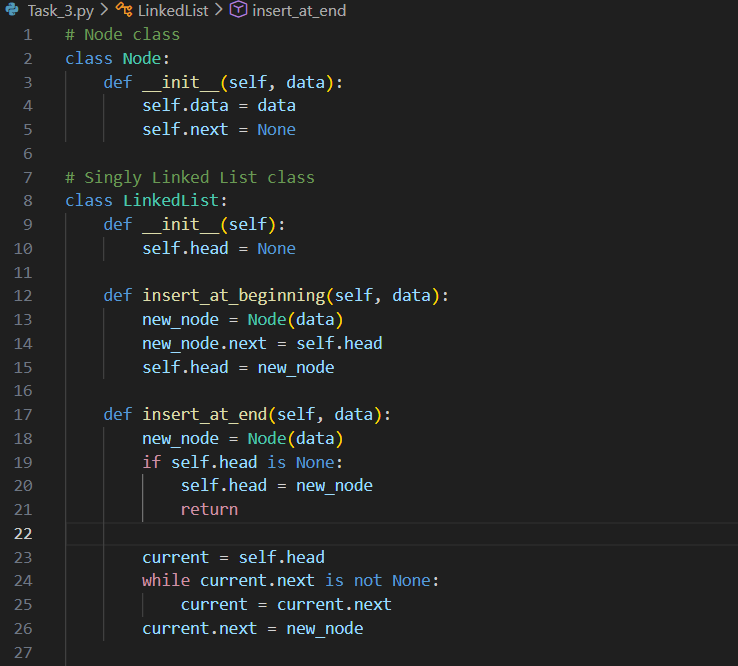 Task_3.py > LinkedList > insert_at_end
1 # Node class
2 class Node:
3     def __init__(self, data):
4         self.data = data
5         self.next = None
6
7 # Singly Linked List class
8 class LinkedList:
9     def __init__(self):
10         self.head = None
11
12     def insert_at_beginning(self, data):
13         new_node = Node(data)
14         new_node.next = self.head
15         self.head = new_node
16
17     def insert_at_end(self, data):
18         new_node = Node(data)
19         if self.head is None:
20             self.head = new_node
21             return
22
23         current = self.head
24         while current.next is not None:
25             current = current.next
26         current.next = new_node
27